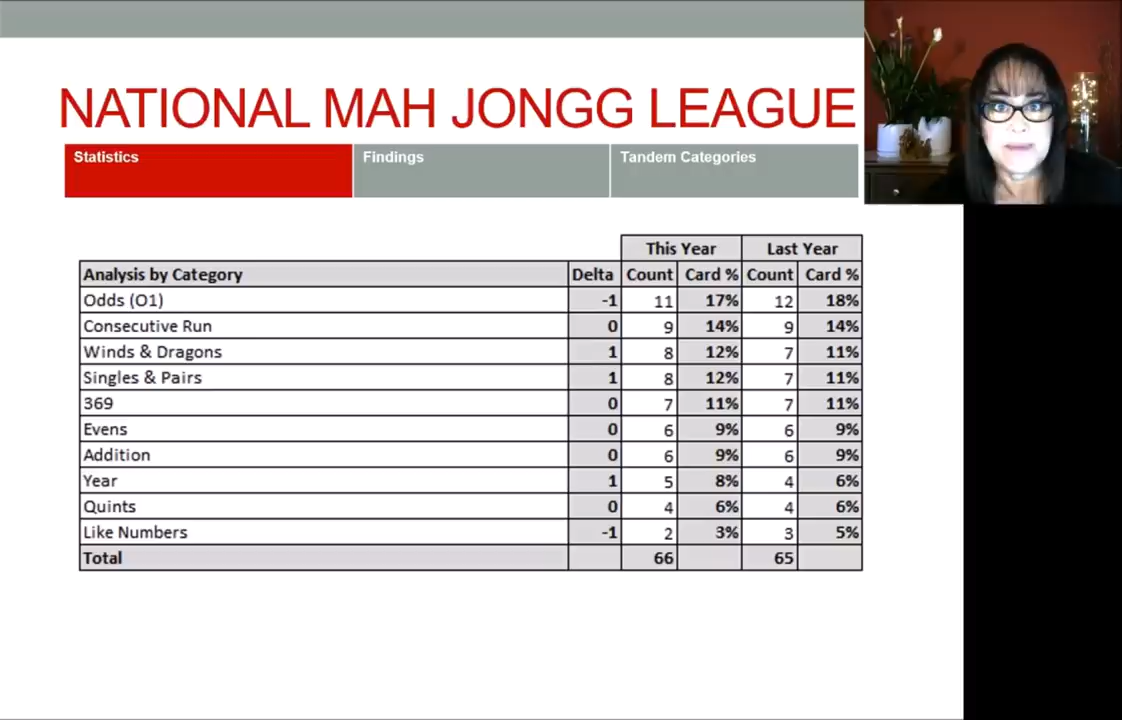 NATIONAL MAH JONGG LEAGUE
Statistics Findings Tandem Categories
This Year Last Year
Analysis by Category Delta Count Card % Count Card %
Odds (O1) -1 11 17% 12 18%
Consecutive Run 0 9 14% 9 14%
Winds & Dragons 1 8 12% 7 11%
Singles & Pairs 1 8 12% 7 11%
369 0 7 11% 7 11%
Evens 0 6 9% 6 9%
Addition 0 6 9% 6 9%
Year 1 5 8% 4 6%
Quints 0 4 6% 4 6%
Like Numbers -1 2 3% 3 5%
Total 66 65